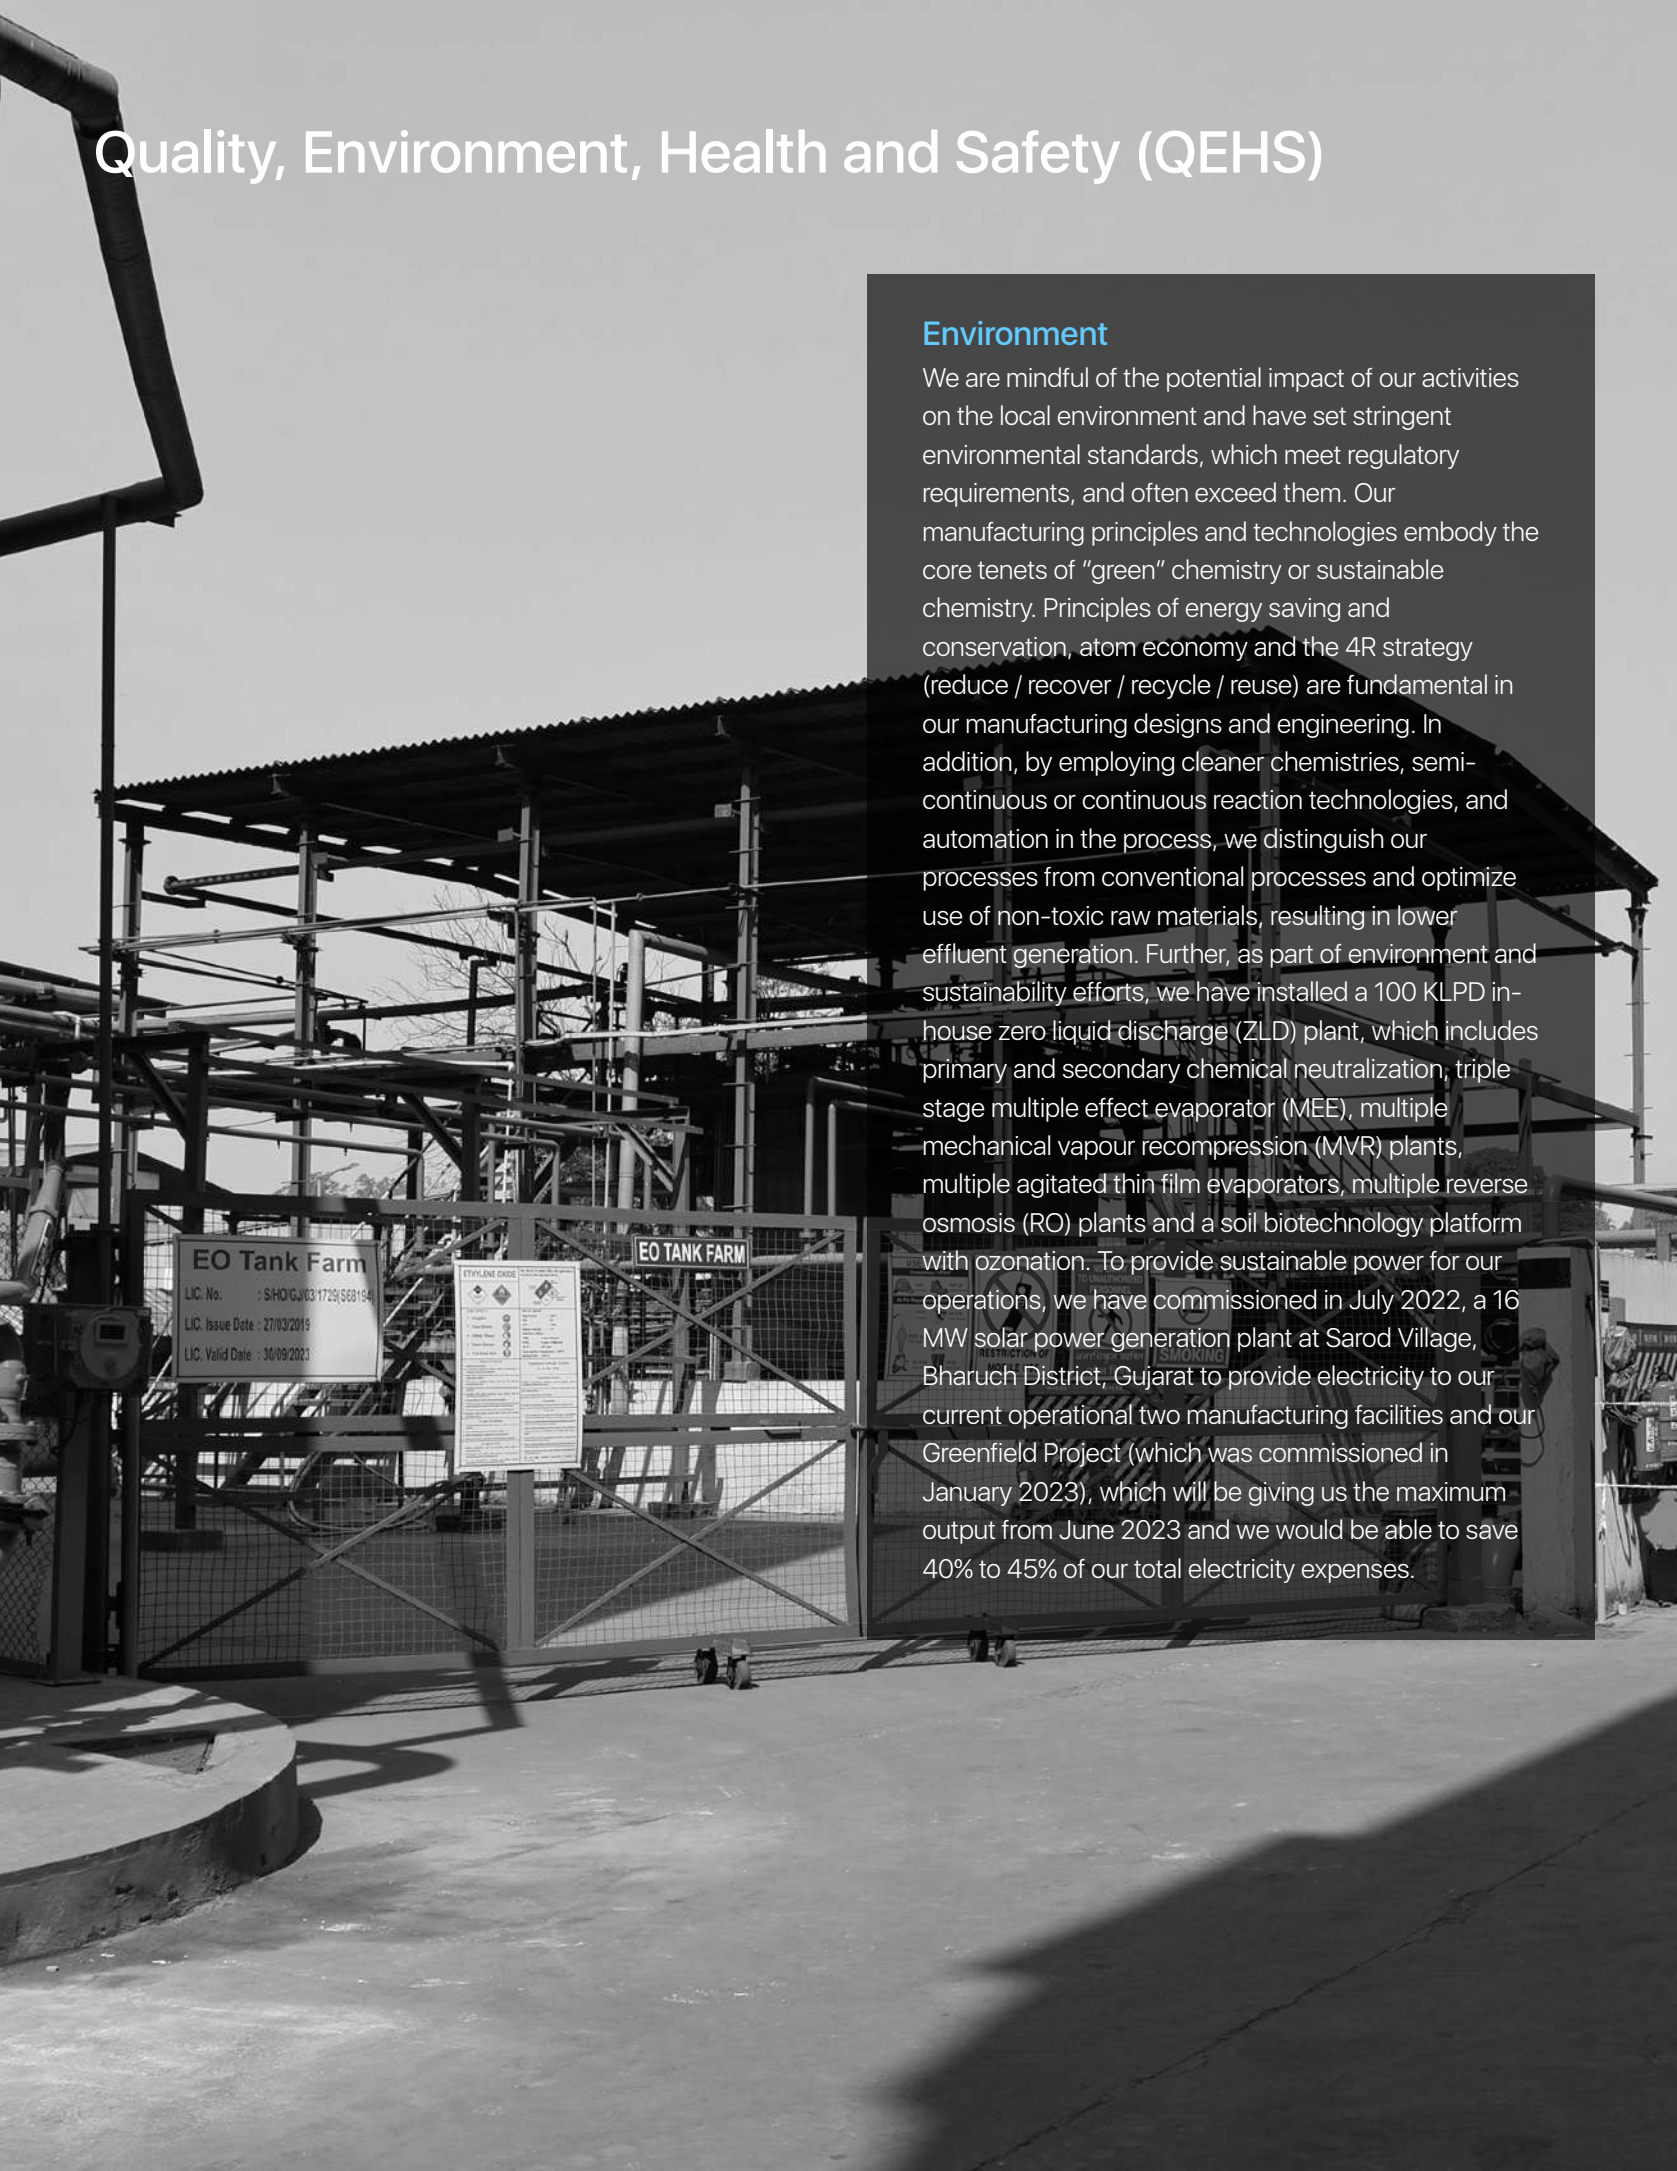 Quality, Environment, Health and Safety (QEHS)
Environment
We are mindful of the potential impact of our activities
on the local environment and have set stringent
environmental standards, which meet regulatory
requirements, and often exceed them. Our
manufacturing principles and technologies embody the
core tenets of “green” chemistry or sustainable
chemistry. Principles of energy saving and
conservation, atom economy and the 4R strategy
(reduce / recover / recycle / reuse) are fundamental in
our manufacturing designs and engineering. In
addition, by employing cleaner chemistries, semi-
continuous or continuous reaction technologies, and
automation in the process, we distinguish our
processes from conventional processes and optimize
use of non-toxic raw materials, resulting in lower
effluent generation. Further, as part of environment and
sustainability efforts, we have installed a 100 KLPD in-
house zero liquid discharge (ZLD) plant, which includes
primary and secondary chemical neutralization, triple
stage multiple effect evaporator (MEE), multiple
mechanical vapour recompression (MVR) plants,
multiple agitated thin film evaporators, multiple reverse
osmosis (RO) plants and a soil biotechnology platform
with ozonation. To provide sustainable power for our
operations, we have commissioned in July 2022, a 16
MW solar power generation plant at Sarod Village,
Bharuch District, Gujarat to provide electricity to our
current operational two manufacturing facilities and our
Greenfield Project (which was commissioned in
January 2023), which will be giving us the maximum
output from June 2023 and we would be able to save
40% to 45% of our total electricity expenses.
EO Tank Farm
LIC. No. : S/HO/GJ/03/1729(S68194
LIC. Issue Date : 27/03/2019
LIC. Valid Date : 30/09/2023
ETHYLENE OXIDE
EO TANK FARM
TO UNAUTHORIZED
RESTRICTION OF
SMOKING